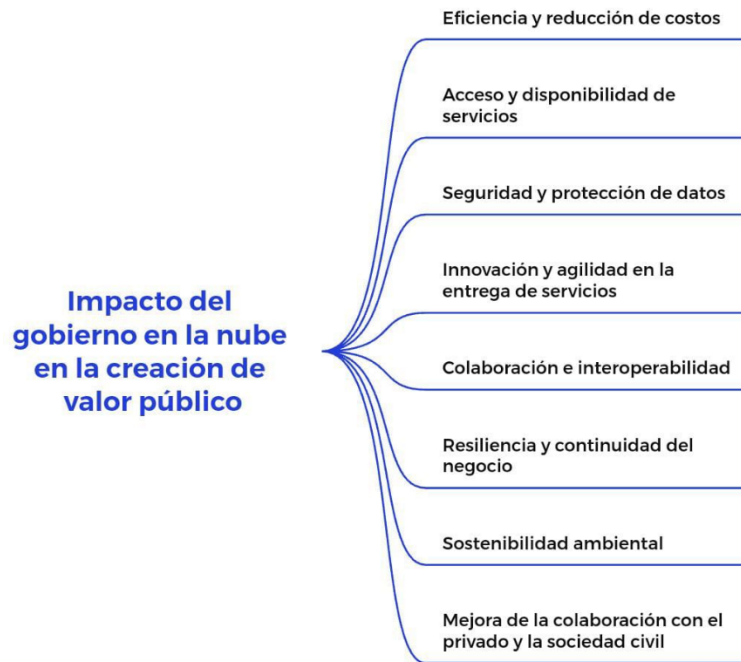 Impacto del
gobierno en la nube
en la creación de
valor público
Eficiencia y reducción de costos
Acceso y disponibilidad de
servicios
Seguridad y protección de datos
Innovación y agilidad en la
entrega de servicios
Colaboración e interoperabilidad
Resiliencia y continuidad del
negocio
Sostenibilidad ambiental
Mejora de la colaboración con el
privado y la sociedad civil